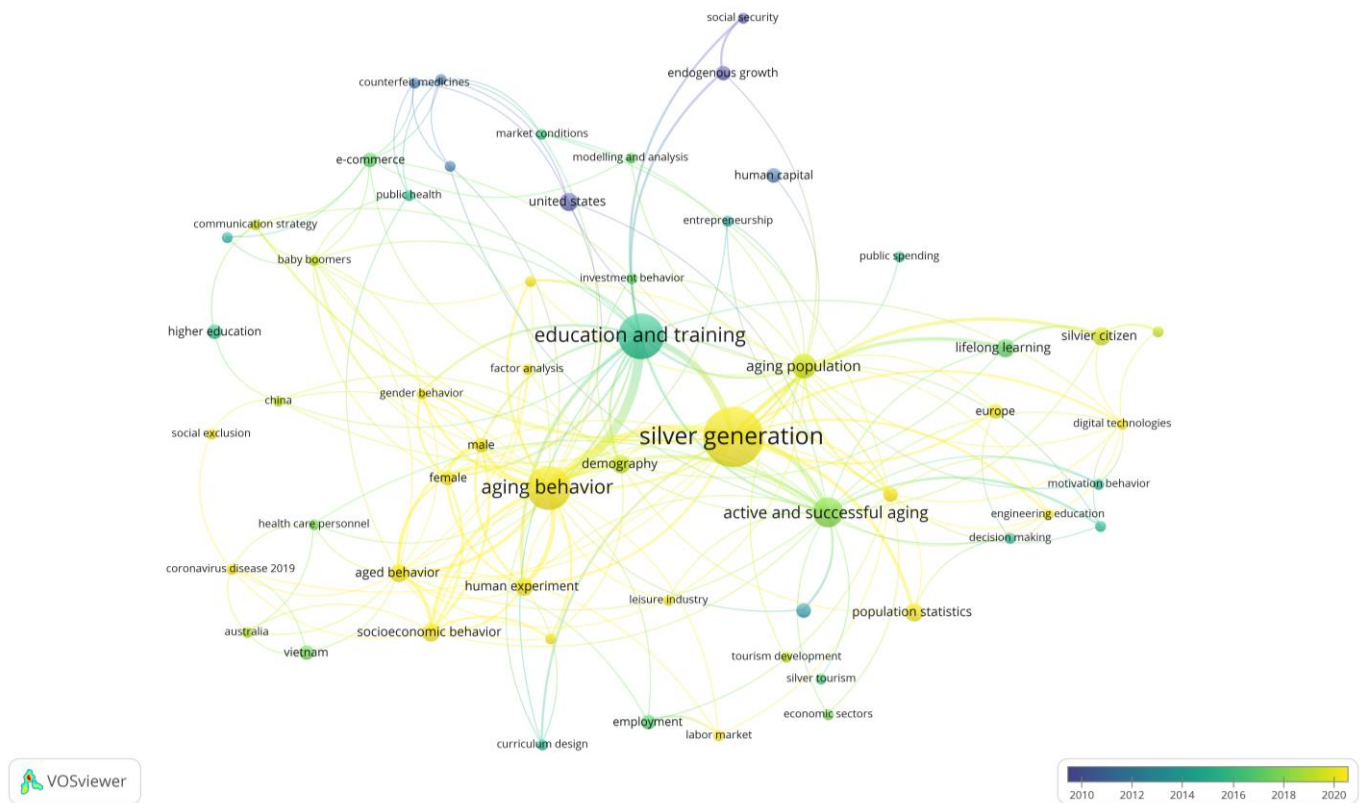 social security
endogenous growth
counterfeit medicines
market conditions
modelling and analysis
e-commerce
human capital
public health
united states
entrepreneurship
communication strategy
public spending
baby boomers
investment behavior
higher education
education and training
silvier citizen
lifelong learning
aging population
factor analysis
gender behavior
china
europe
digital technologies
social exclusion
silver generation
male
demography
female
aging behavior
motivation behavior
active and successful aging
engineering education
health care personnel
decision making
coronavirus disease 2019
aged behavior
human experiment
leisure industry
population statistics
australia
socioeconomic behavior
vietnam
tourism development
silver tourism
economic sectors
employment
labor market
curriculum design
VOSviewer
2010 2012 2014 2016 2018 2020